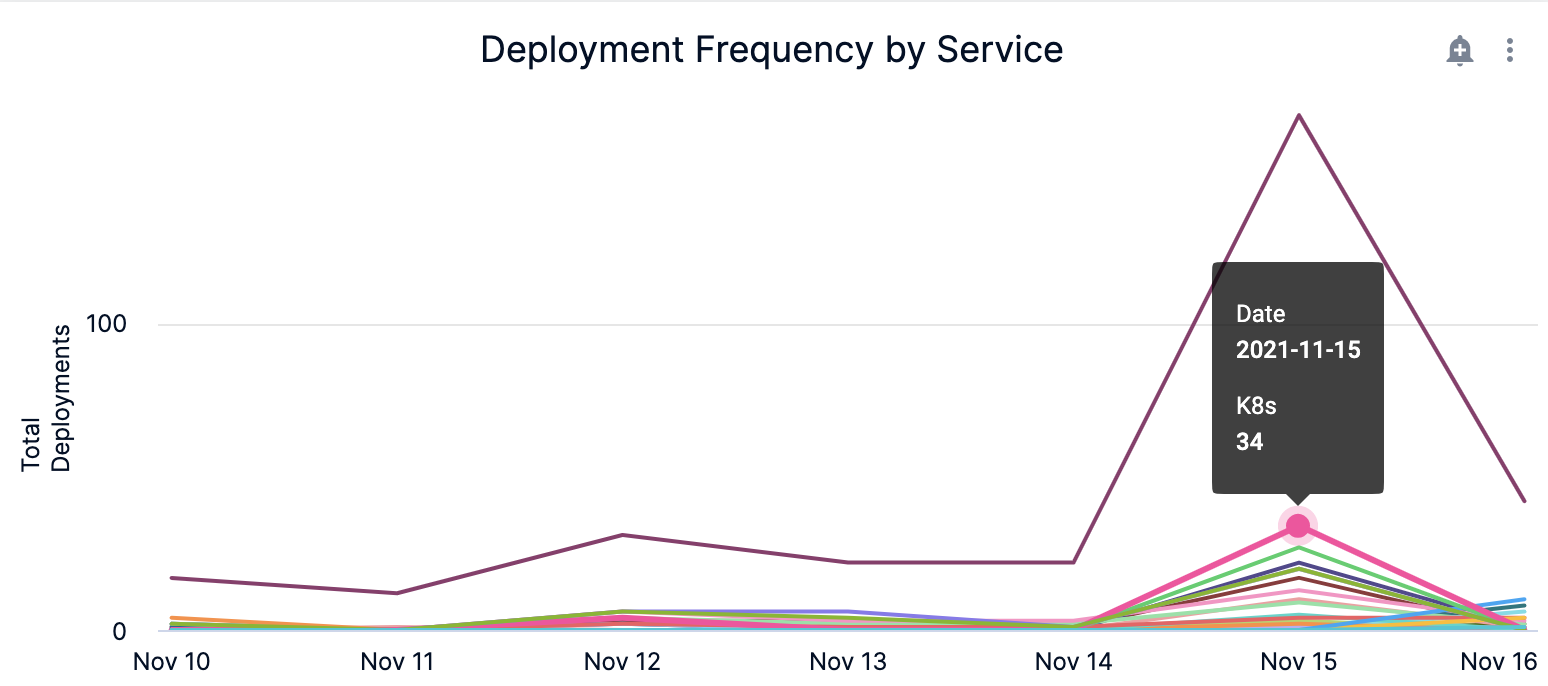 Deployment Frequency by Service
Total
Deployments
100
0
Date
2021-11-15
K8s
34
Nov 10
Nov 11
Nov 12
Nov 13
Nov 14
Nov 15
Nov 16